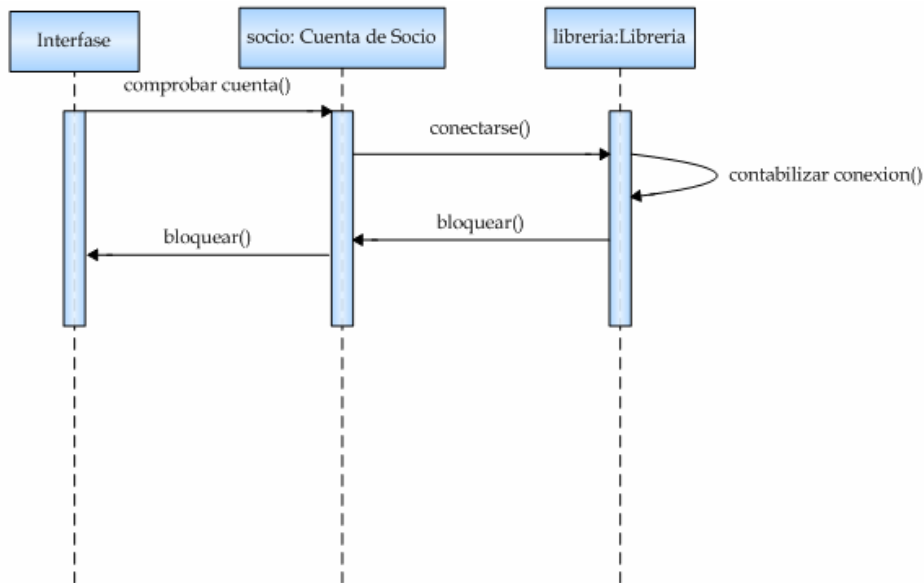 Interfase
socio: Cuenta de Socio
libreria:Libreria
comprobar cuenta()
conectarse()
contabilizar conexion()
bloquear()
bloquear()